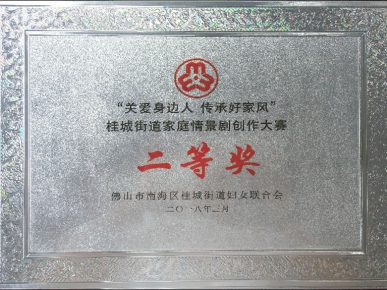 “关爱身边人 传承好家风”
桂城街道家庭情景剧创作大赛
二等奖
佛山市南海区桂城街道妇女联合会
二〇一八年三月